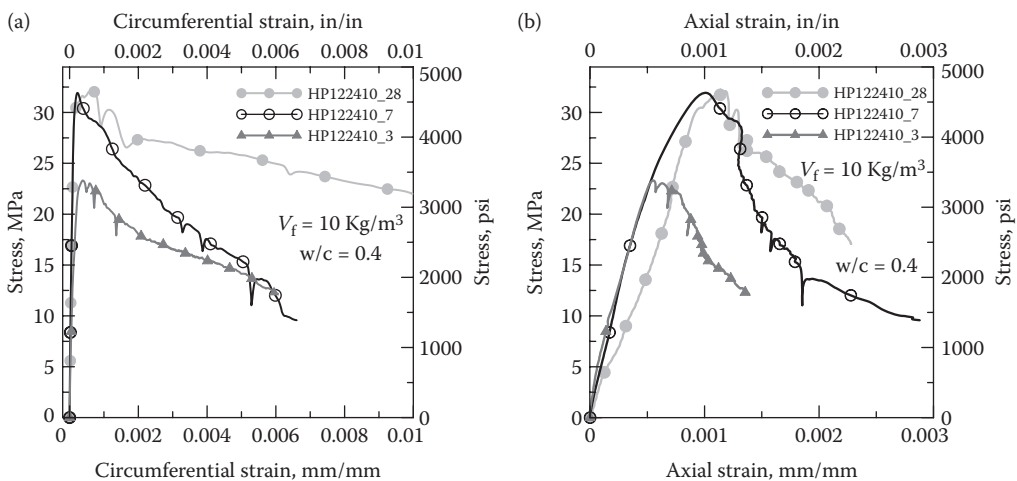 (a)
Circumferential strain, in/in
0 0.002 0.004 0.006 0.008 0.01
Stress, MPa
30
25
20
15
10
5
0
5000
4000
3000
2000
1000
0
Stress, psi
HP122410_28
HP122410_7
HP122410_3
Vf = 10 Kg/m³
w/c = 0.4
0 0.002 0.004 0.006 0.008 0.01
Circumferential strain, mm/mm
(b)
Axial strain, in/in
0 0.001 0.002 0.003
Stress, MPa
30
25
20
15
10
5
0
5000
4000
3000
2000
1000
0
Stress, psi
HP122410_28
HP122410_7
HP122410_3
Vf = 10 Kg/m³
w/c = 0.4
0 0.001 0.002 0.003
Axial strain, mm/mm